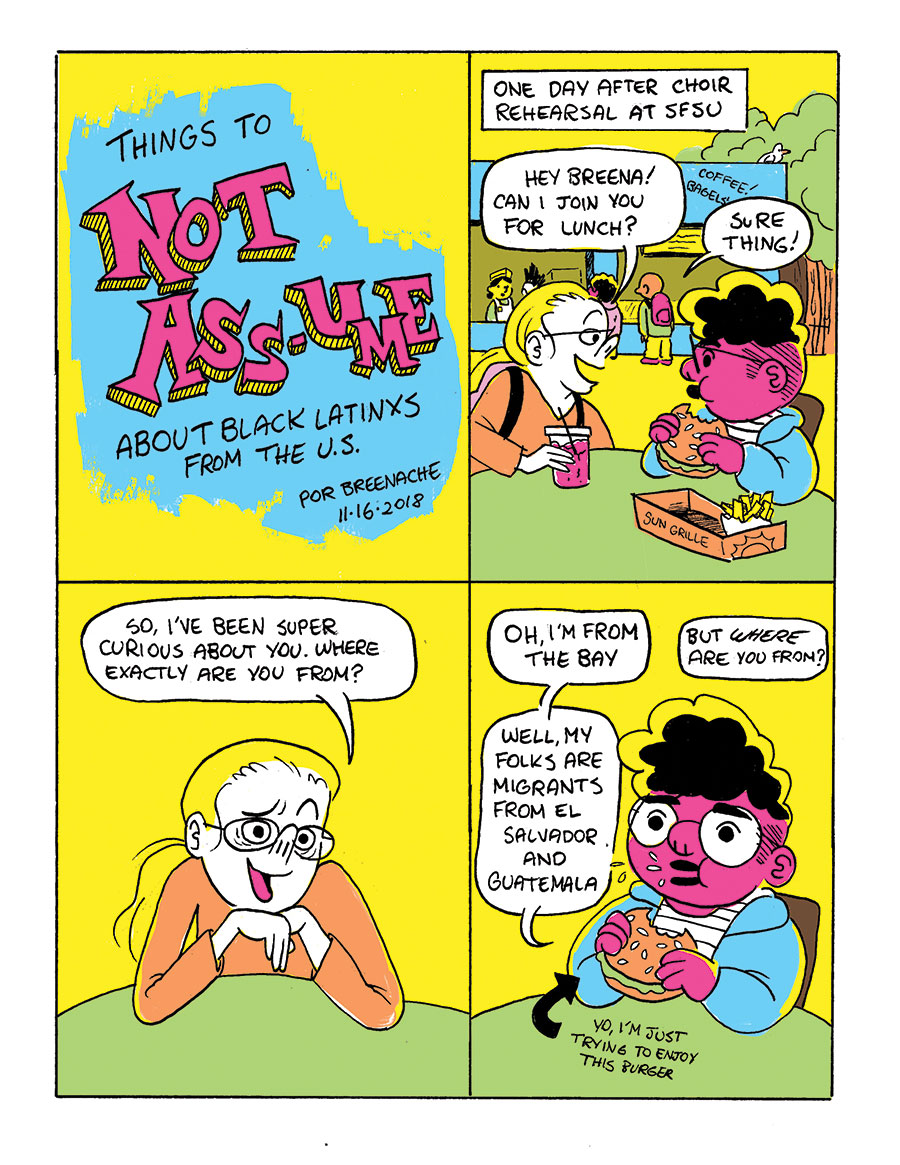 THINGS TO
NOT
ASS-UME
ABOUT BLACK LATINXS
FROM THE U.S.
POR BREENACHE
11·16·2018
ONE DAY AFTER CHOIR
REHEARSAL AT SFSU
COFFEE!
BAGELS!
HEY BREENA!
CAN I JOIN YOU
FOR LUNCH?
SURE
THING!
SUN GRILLE
SO, I'VE BEEN SUPER
CURIOUS ABOUT YOU. WHERE
EXACTLY ARE YOU FROM?
OH, I'M FROM
THE BAY
BUT WHERE
ARE YOU FROM?
WELL, MY
FOLKS ARE
MIGRANTS
FROM EL
SALVADOR
AND
GUATEMALA
YO, I'M JUST
TRYING TO ENJOY
THIS BURGER